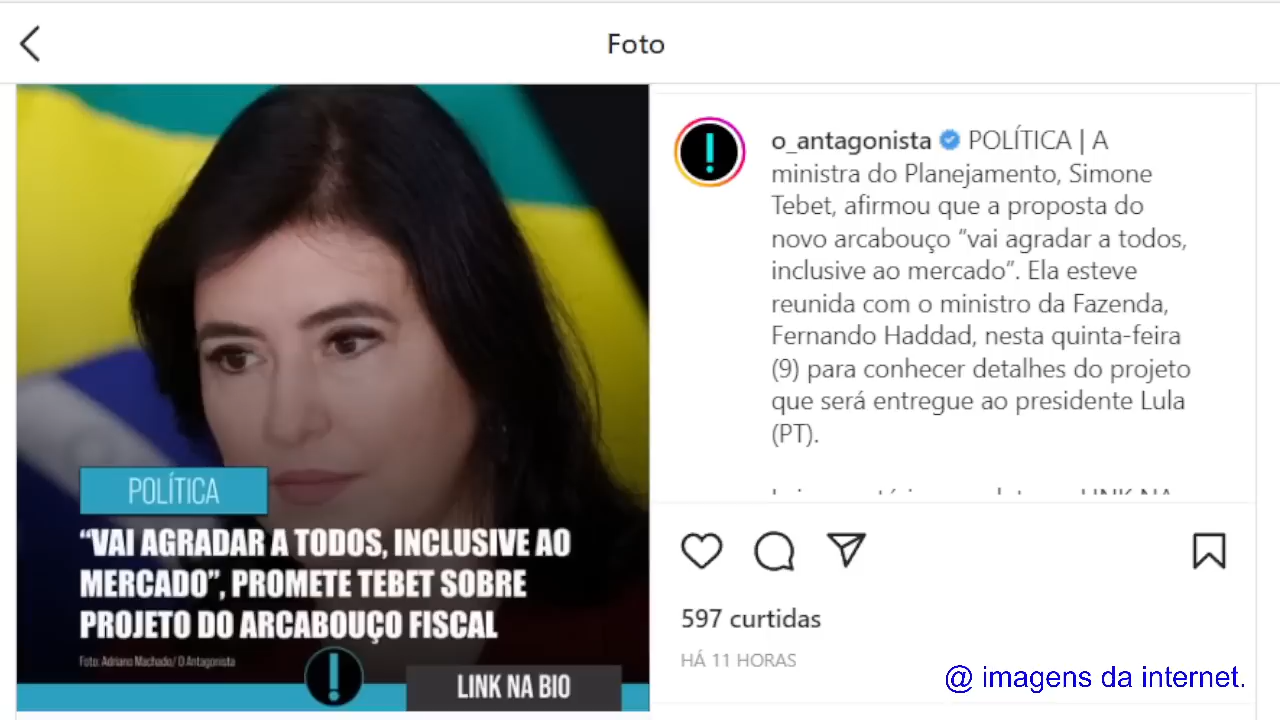 Foto
POLÍTICA
“VAI AGRADAR A TODOS, INCLUSIVE AO
MERCADO”, PROMETE TEBET SOBRE
PROJETO DO ARCABOUÇO FISCAL
Foto: Adriano Machado/ O Antagonista
LINK NA BIO
o_antagonista POLÍTICA | A
ministra do Planejamento, Simone
Tebet, afirmou que a proposta do
novo arcabouço “vai agradar a todos,
inclusive ao mercado”. Ela esteve
reunida com o ministro da Fazenda,
Fernando Haddad, nesta quinta-feira
(9) para conhecer detalhes do projeto
que será entregue ao presidente Lula
(PT).
597 curtidas
HÁ 11 HORAS
@ imagens da internet.